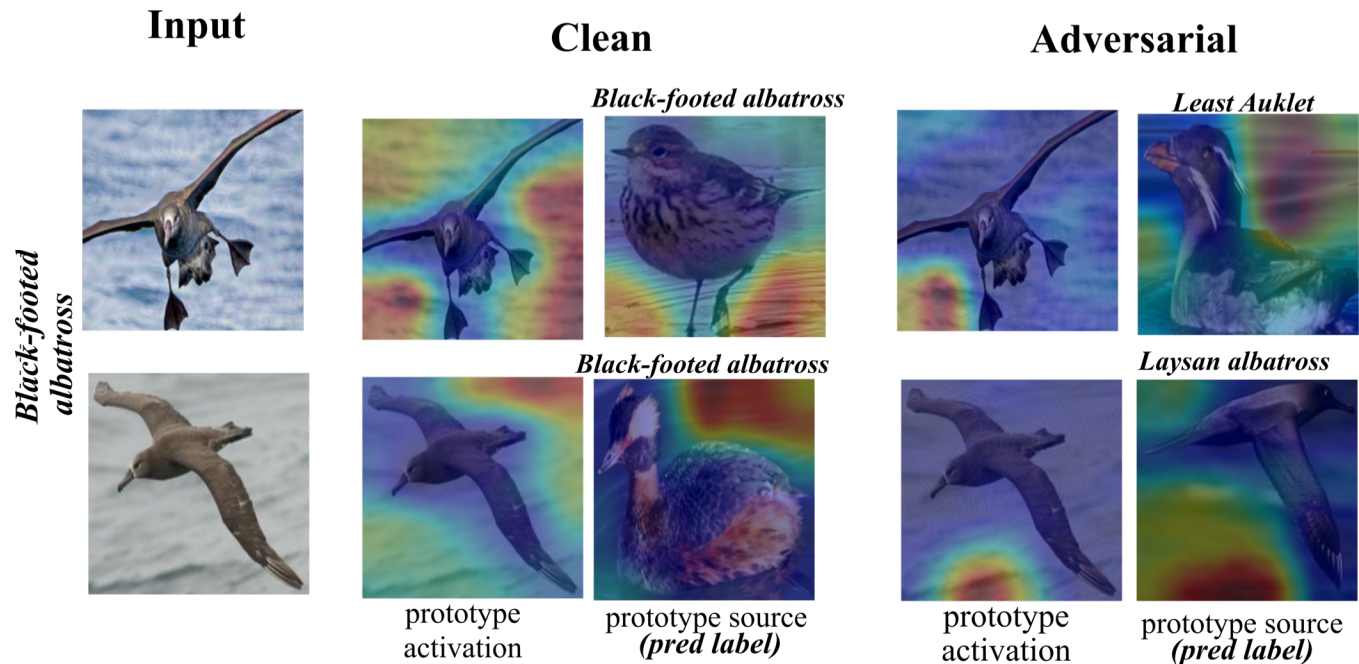 Input
Clean
Adversarial
Black-footed albatross
Least Auklet
Black-footed
albatross
Black-footed albatross
Laysan albatross
prototype
activation
prototype source
(pred label)
prototype
activation
prototype source
(pred label)